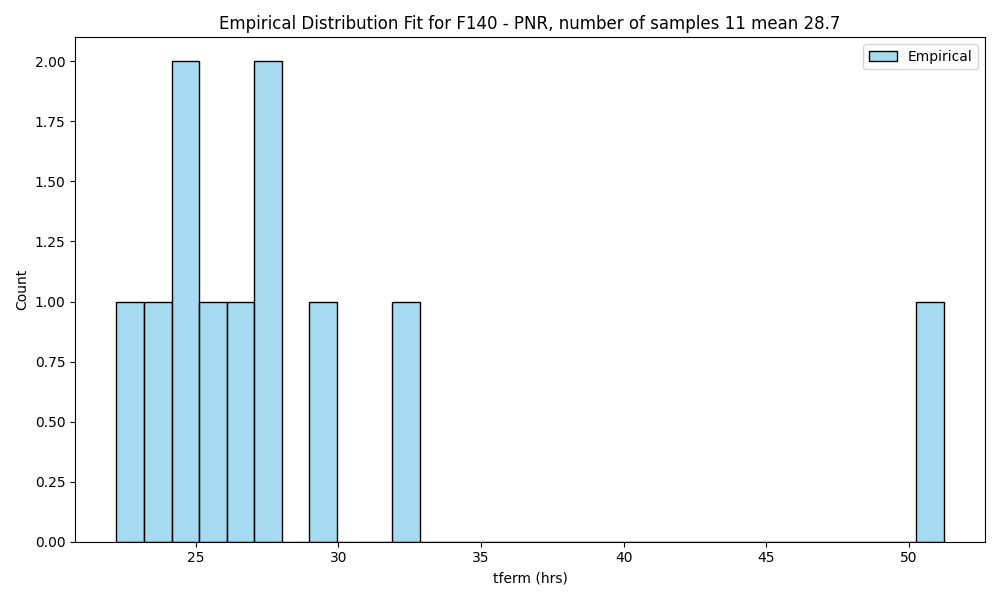 Empirical Distribution Fit for F140 - PNR, number of samples 11 mean 28.7
Empirical
2.00
1.75
1.50
1.25
1.00
0.75
0.50
0.25
0.00
Count
25 30 35 40 45 50
tferm (hrs)